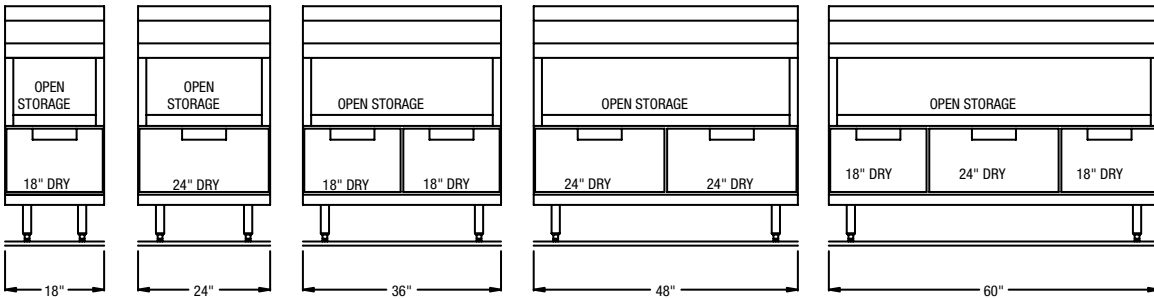 OPEN
STORAGE
18" DRY
18"
OPEN
STORAGE
24" DRY
24"
OPEN STORAGE
18" DRY
18" DRY
36"
OPEN STORAGE
24" DRY
24" DRY
48"
OPEN STORAGE
18" DRY
24" DRY
18" DRY
60"